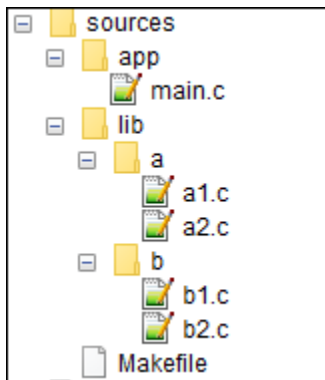 sources
app
main.c
lib
a
a1.c
a2.c
b
b1.c
b2.c
Makefile